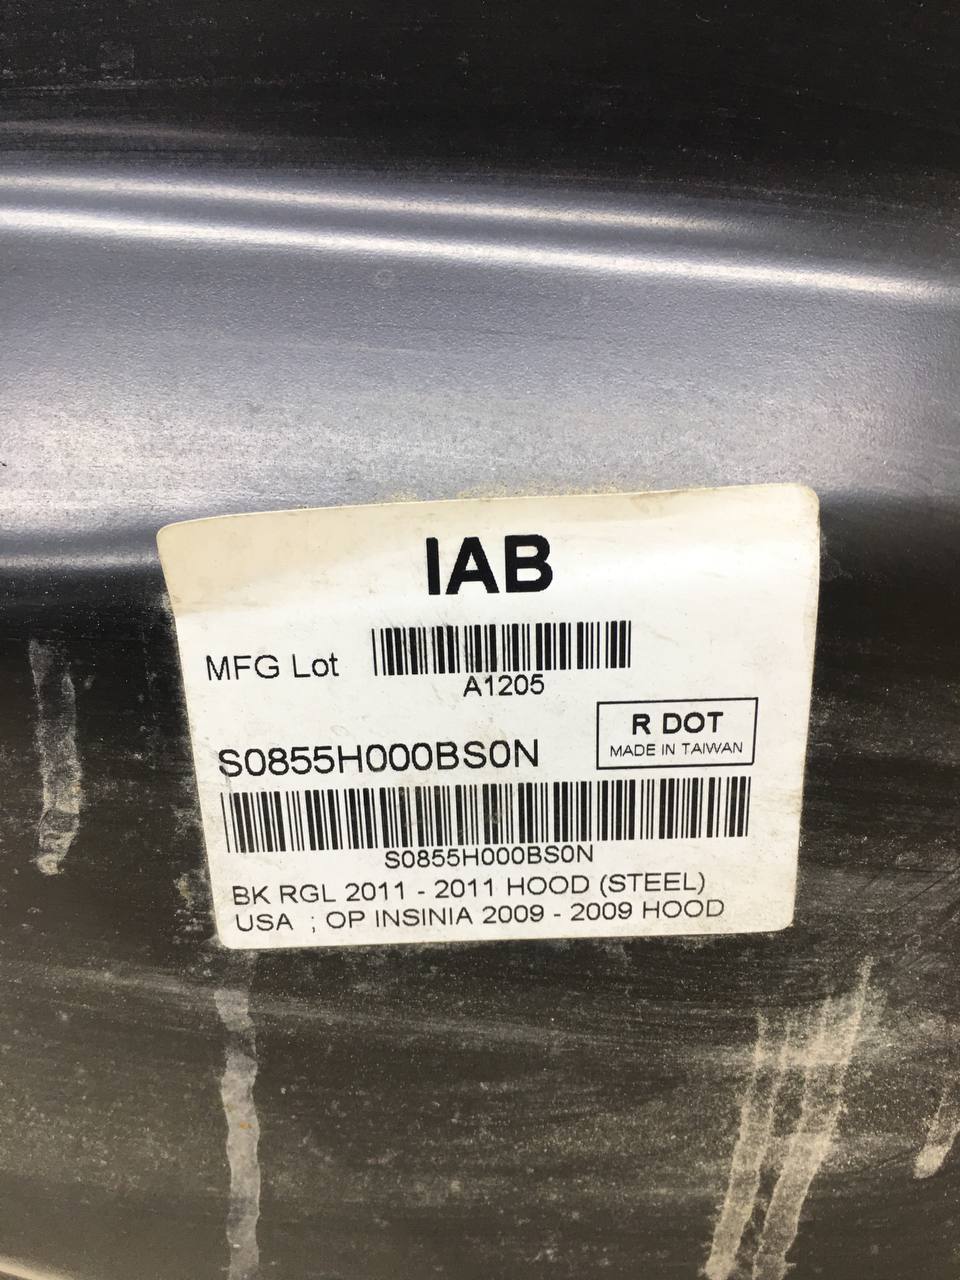 IAB
MFG Lot
A1205
R DOT
MADE IN TAIWAN
S0855H000BS0N
S0855H000BS0N
BK RGL 2011 - 2011 HOOD (STEEL)
USA ; OP INSINIA 2009 - 2009 HOOD